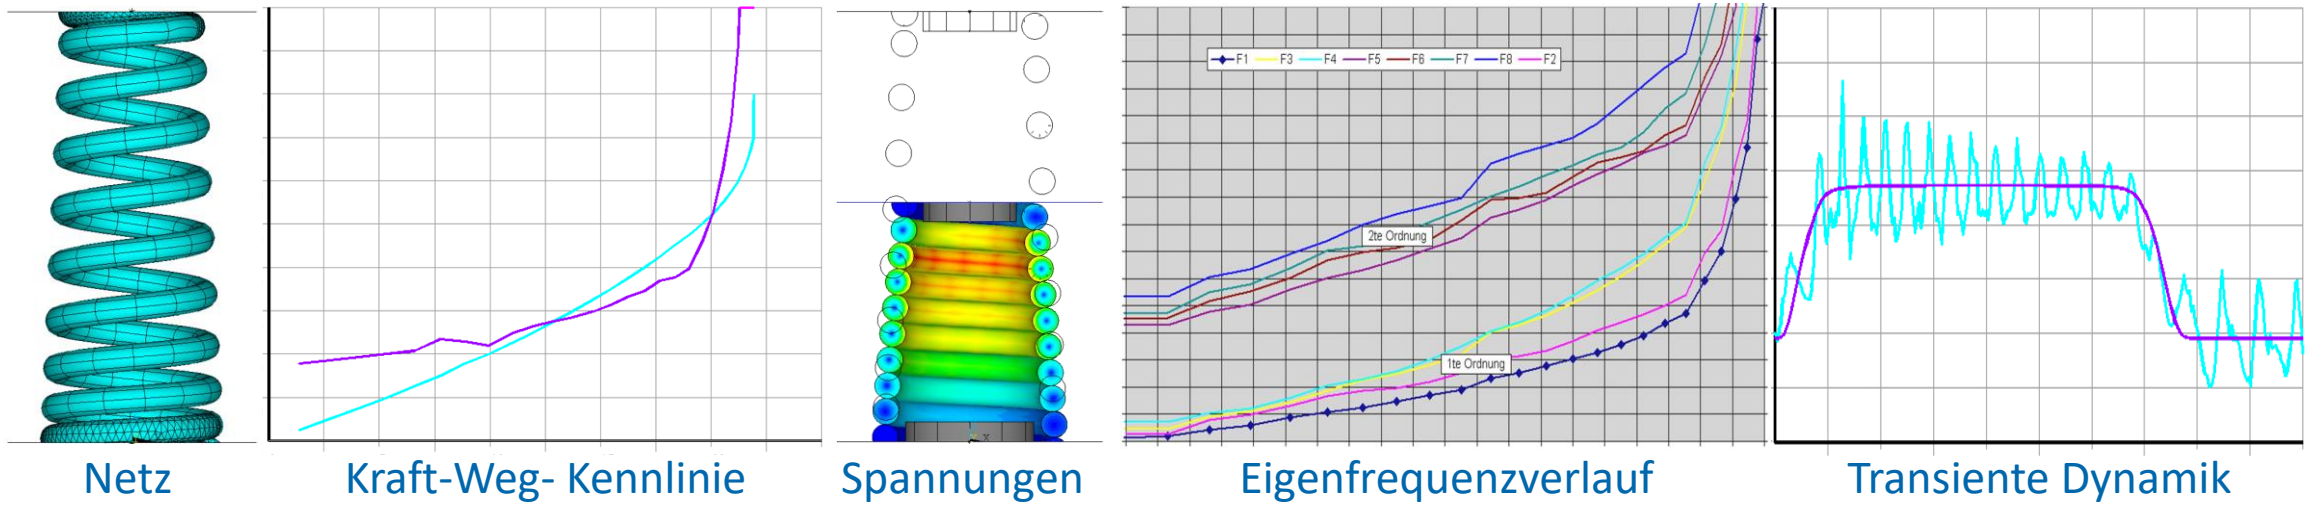 F1 F3 F4 F5 F6 F7 F8 F2
2te Ordnung
1te Ordnung
X
Netz
Kraft-Weg- Kennlinie
Spannungen
Eigenfrequenzverlauf
Transiente Dynamik